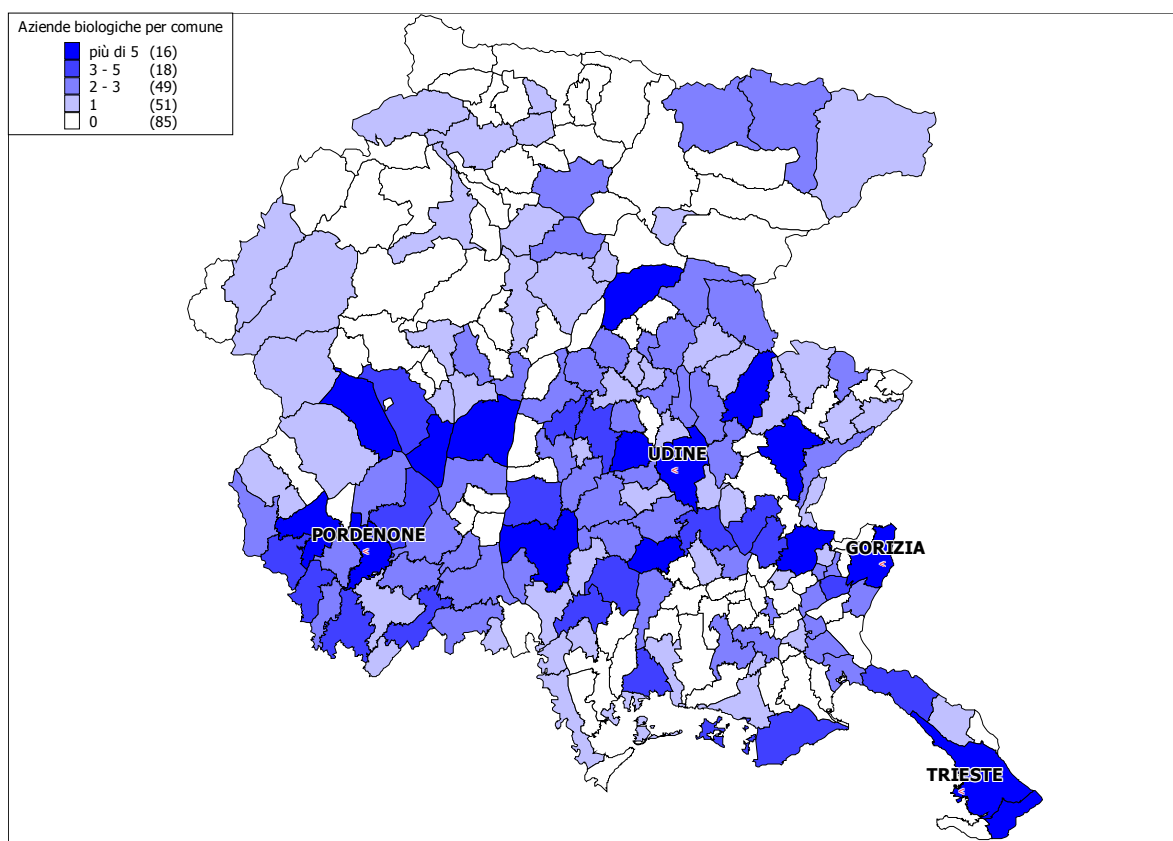 Aziende biologiche per comune
più di 5 (16)
3 - 5 (18)
2 - 3 (49)
1 (51)
0 (85)
UDINE
PORDENONE
GORIZIA
TRIESTE